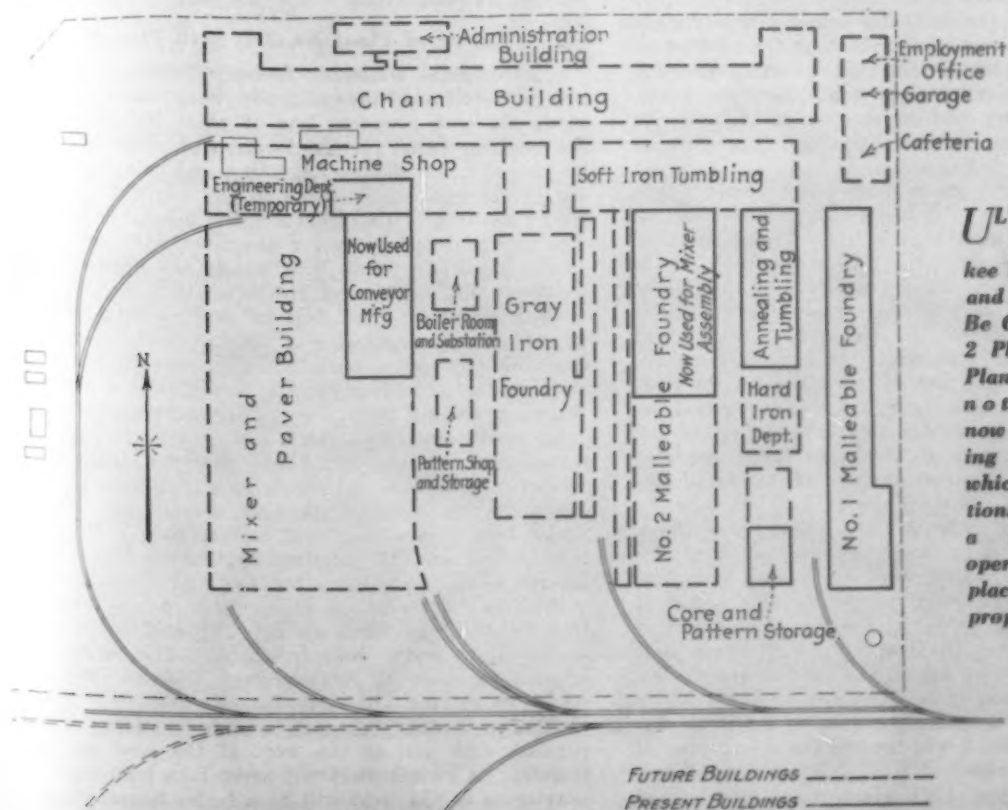 Administration
Building
Employment
Office
Garage
Cafeteria
Chain Building
Machine Shop
Engineering Dept.
(Temporary)
Soft Iron Tumbling
Now Used
for
Conveyor
Mfg
Mixer and
Paver Building
Boiler Room
and Substation
Pattern Shop
and Storage
Gray
Iron
Foundry
No. 2 Malleable Foundry
Now Used for Mixer
Assembly
Annealing and
Tumbling
Hard
Iron
Dept.
No. 1 Malleable Foundry
Core and
Pattern Storage
N
UL
kee
and
Be
2
Plan
not
now
ing
whic
tion
a
oper
plac
prop
FUTURE BUILDINGS
PRESENT BUILDINGS